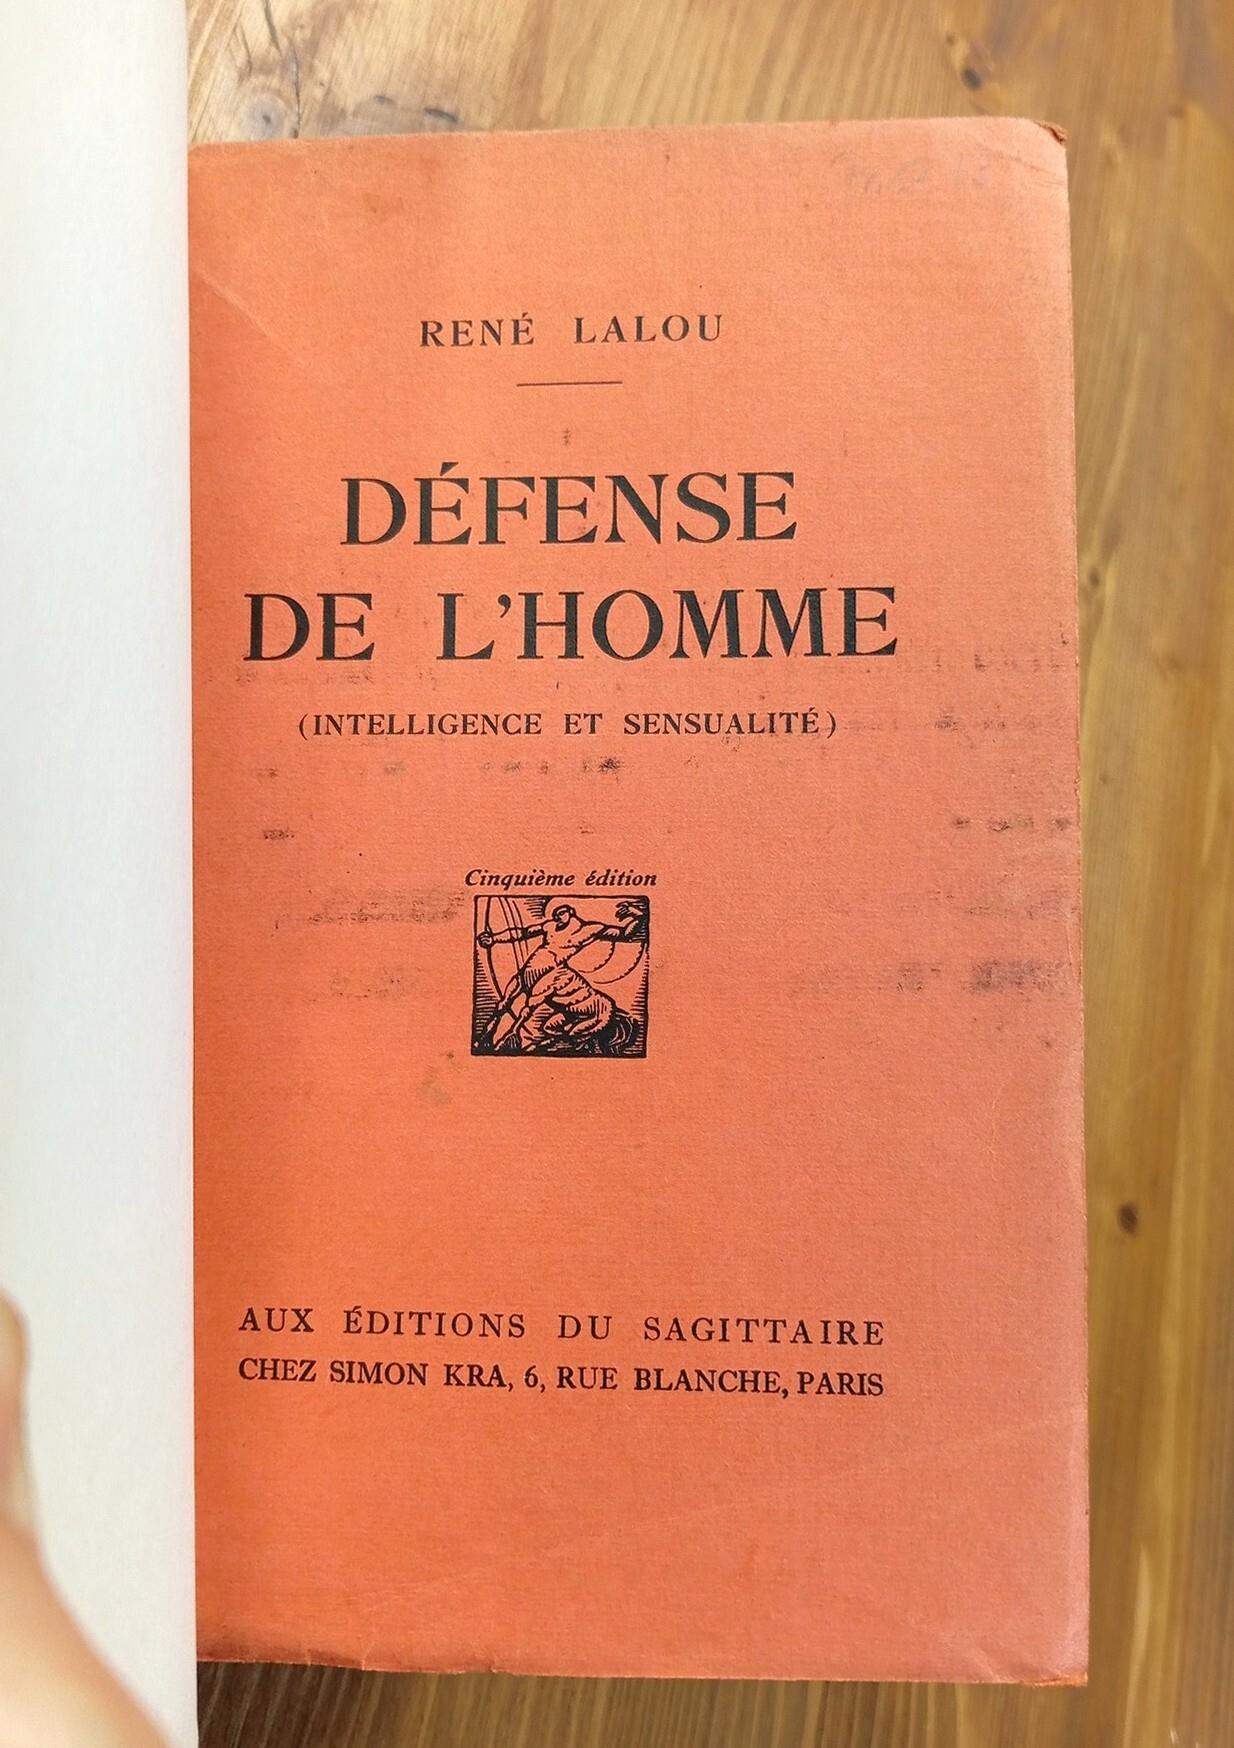 RENÉ LALOU
DÉFENSE
DE L'HOMME
(INTELLIGENCE ET SENSUALITÉ)
Cinquième édition
AUX ÉDITIONS DU SAGITTAIRE
CHEZ SIMON KRA, 6, RUE BLANCHE, PARIS